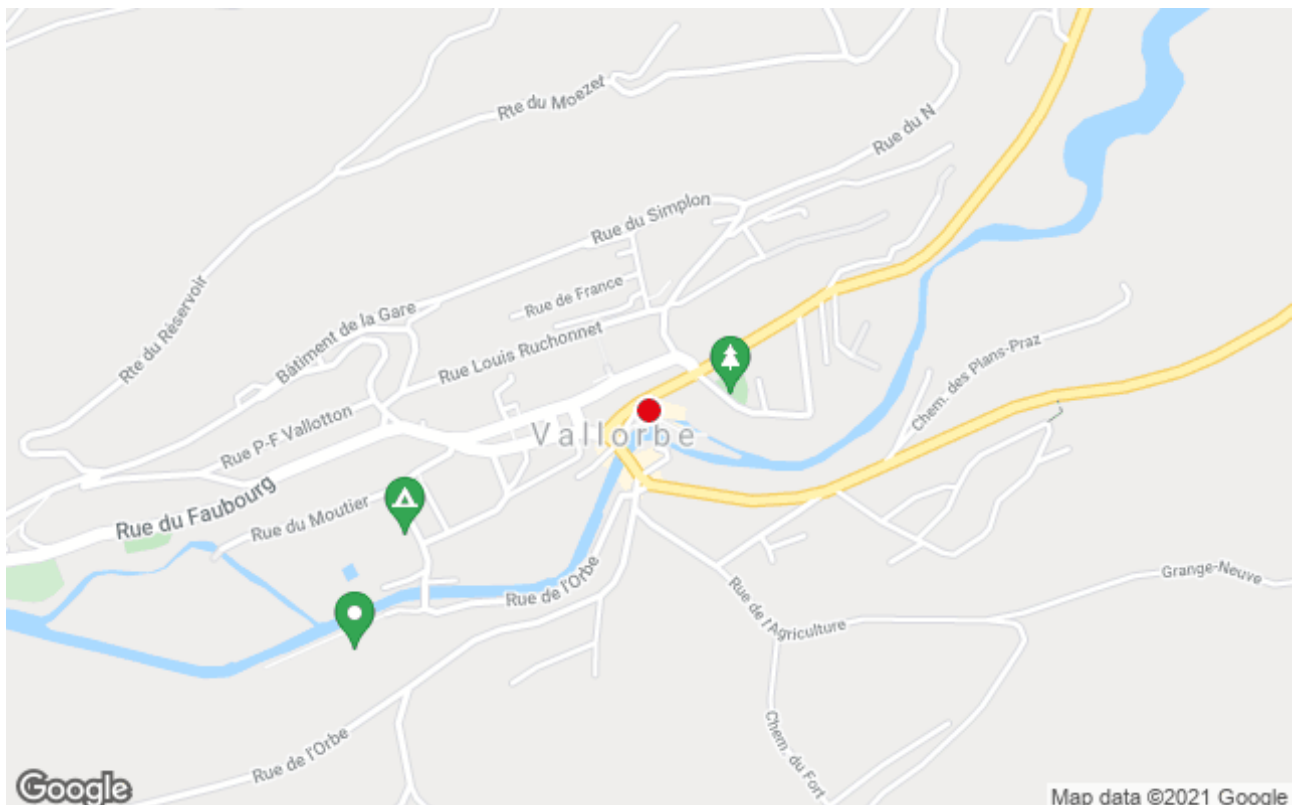 Rte du Moezet
Rue du N
Rue du Simplon
Rue de France
Rte du Réservoir
Bâtiment de la Gare
Rue Louis Ruchonnet
Chem. des Plans-Praz
Rue P-F Vallotton
Vallorbe
Rue du Faubourg
Rue du Moutier
Rue de l'Orbe
Grange-Neuve
Rue de l'Agriculture
Rue de l'Orbe
Chem. du Fort
Google
Map data ©2021 Google